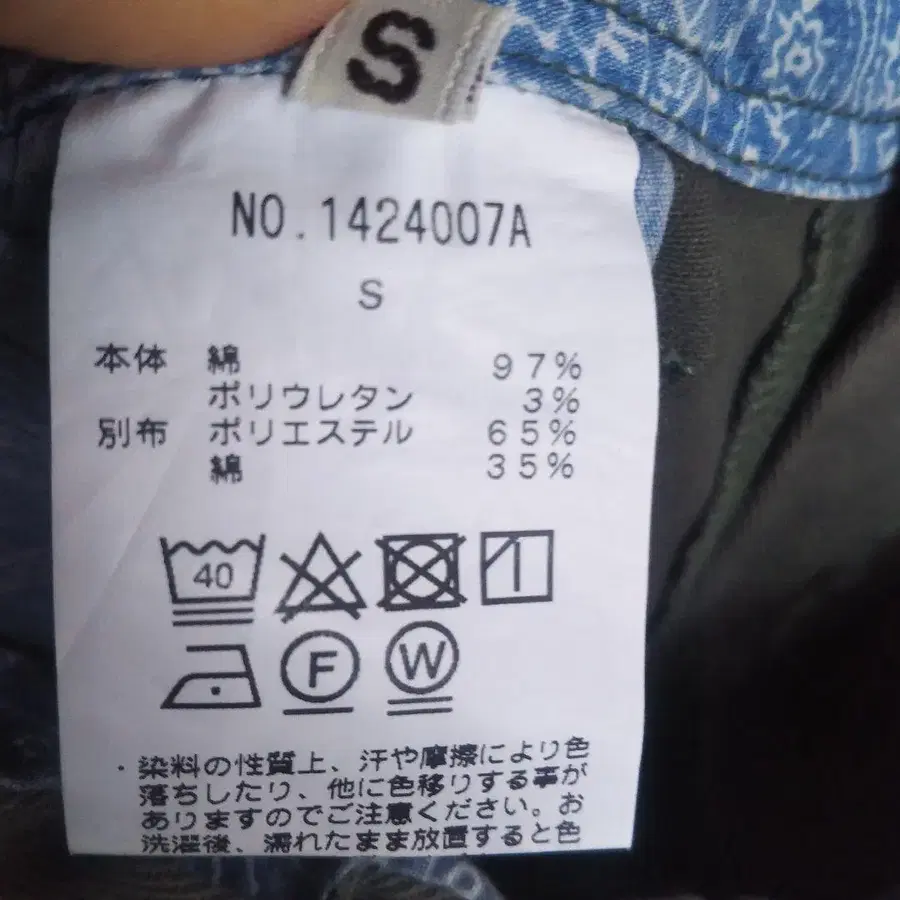 S
NO.1424007A
S
本体 綿 97%
ポリウレタン 3%
別布 ポリエステル 65%
綿 35%
40
F W
・染料の性質上、汗や摩擦により色
落ちしたり、他に色移りする事が
ありますのでご注意ください。お
洗濯後、濡れたまま放置すると色